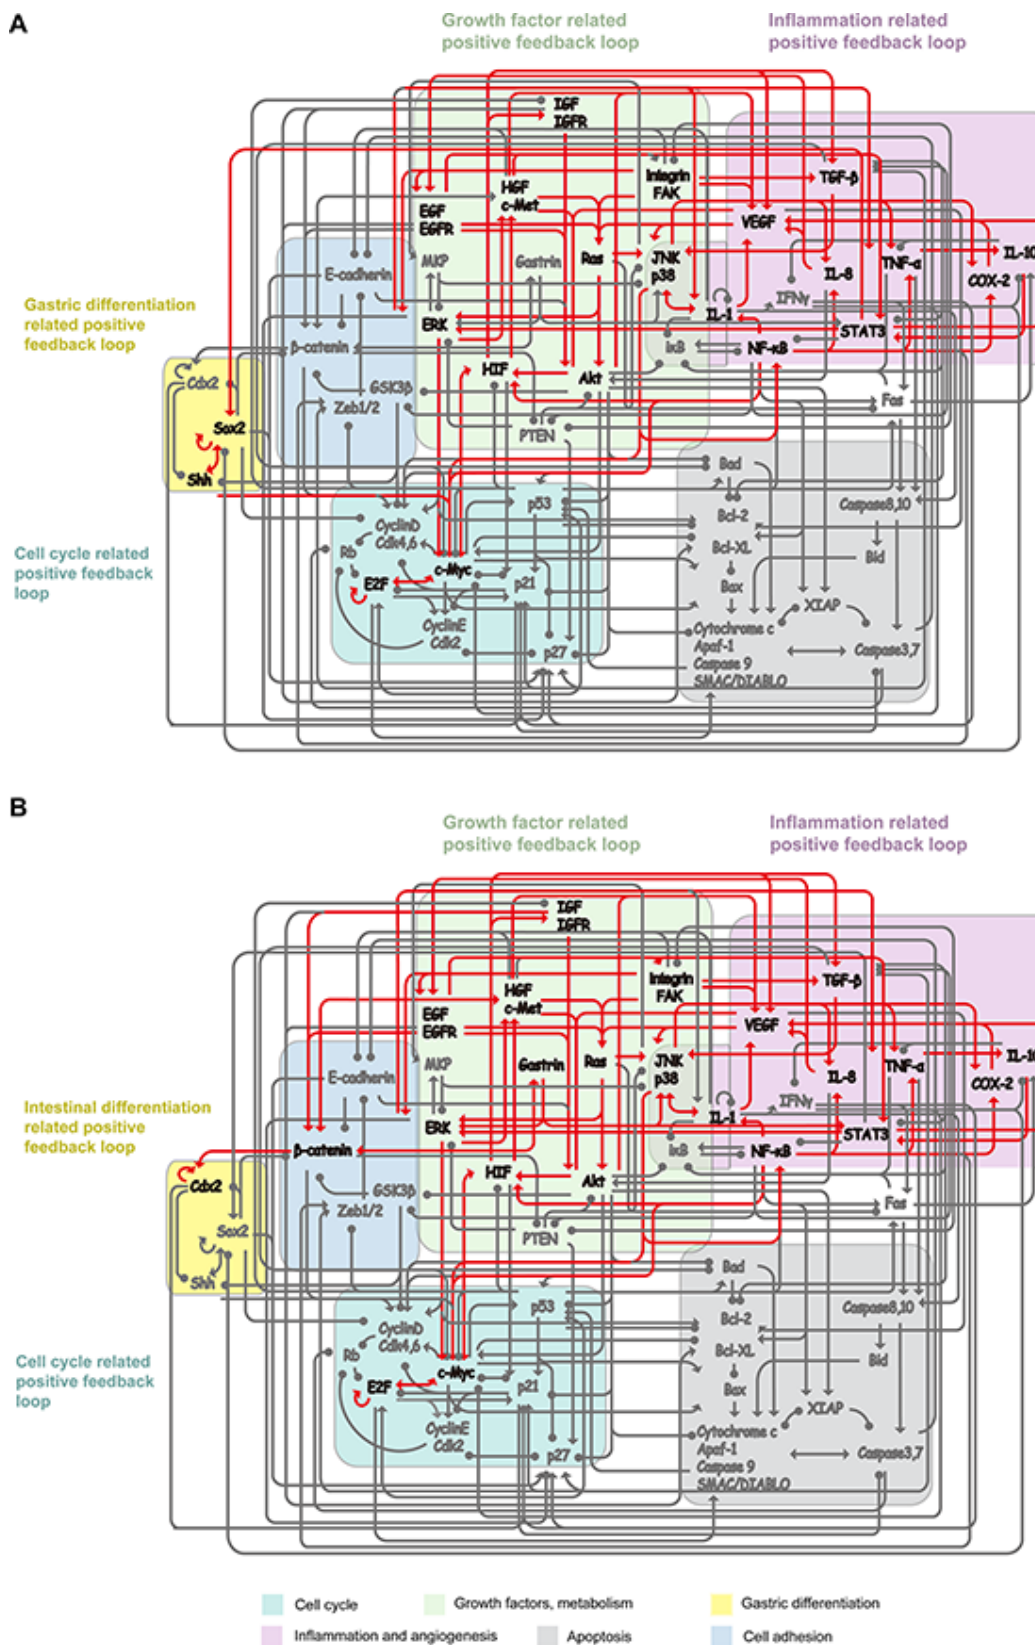 A
Growth factor related
positive feedback loop
Inflammation related
positive feedback loop
IGF
IGFR
Integrin
FAK
TGF-β
HGF
c-Met
EGF
EGFR
VEGF
E-cadherin
MKP
Gastrin
Ras
JNK
p38
IL-8
TNF-α
IL-10
COX-2
Gastric differentiation
related positive
feedback loop
IFNγ
IL-1
ERK
STAT3
β-catenin
IκB
NF-κB
HIF
Akt
Cdx2
GSK3β
Zeb1/2
Fas
Sox2
PTEN
Shh
Bad
p53
Caspase8,10
Cell cycle related
positive feedback
loop
CyclinD
Cdk4,6
Bcl-2
Rb
Bcl-XL
Bid
c-Myc
E2F
p21
Bax
XIAP
CyclinE
Cdk2
p27
Cytochrome c
Apaf-1
Caspase 9
SMAC/DIABLO
Caspase3,7
B
Growth factor related
positive feedback loop
Inflammation related
positive feedback loop
IGF
IGFR
Integrin
FAK
TGF-β
HGF
c-Met
EGF
EGFR
VEGF
E-cadherin
MKP
Gastrin
Ras
JNK
p38
IL-8
TNF-α
IL-10
COX-2
Intestinal differentiation
related positive
feedback loop
IFNγ
IL-1
ERK
STAT3
β-catenin
IκB
NF-κB
HIF
Akt
Cdx2
GSK3β
Zeb1/2
Fas
Sox2
PTEN
Shh
Bad
p53
Caspase8,10
Cell cycle related
positive feedback
loop
CyclinD
Cdk4,6
Bcl-2
Rb
Bcl-XL
Bid
c-Myc
E2F
p21
Bax
XIAP
CyclinE
Cdk2
p27
Cytochrome c
Apaf-1
Caspase 9
SMAC/DIABLO
Caspase3,7
Cell cycle
Growth factors, metabolism
Gastric differentiation
Inflammation and angiogenesis
Apoptosis
Cell adhesion